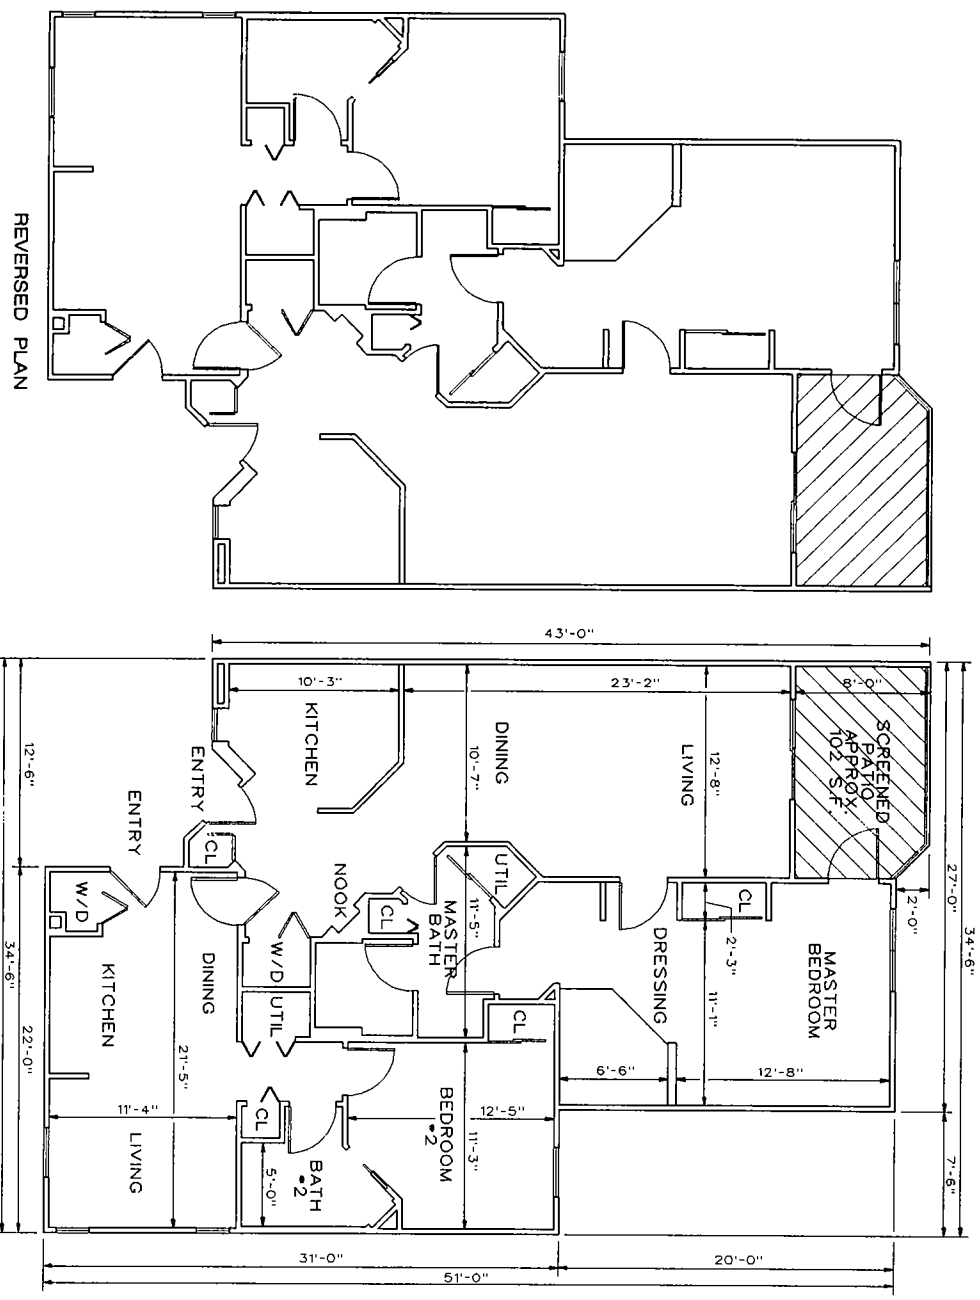 REVERSED PLAN
43'-0"
10'-3"
23'-2"
8'-0"
27'-0"
34'-6"
SCREENED
PATIO
APPROX.
102 S.F.
LIVING
12'-8"
DINING
10'-7"
KITCHEN
ENTRY
ENTRY
12'-6"
2'-0"
CL
UTIL
CL
CL
NOOK
MASTER
BATH
11'-5"
DRESSING
2'-3"
MASTER
BEDROOM
11'-1"
W/D
W/D
UTIL
CL
KITCHEN
DINING
34'-6"
22'-0"
21'-5"
6'-6"
12'-8"
11'-4"
CL
BEDROOM
#2
12'-5"
11'-3"
LIVING
5'-0"
BATH
#2
7'-6"
31'-0"
20'-0"
51'-0"